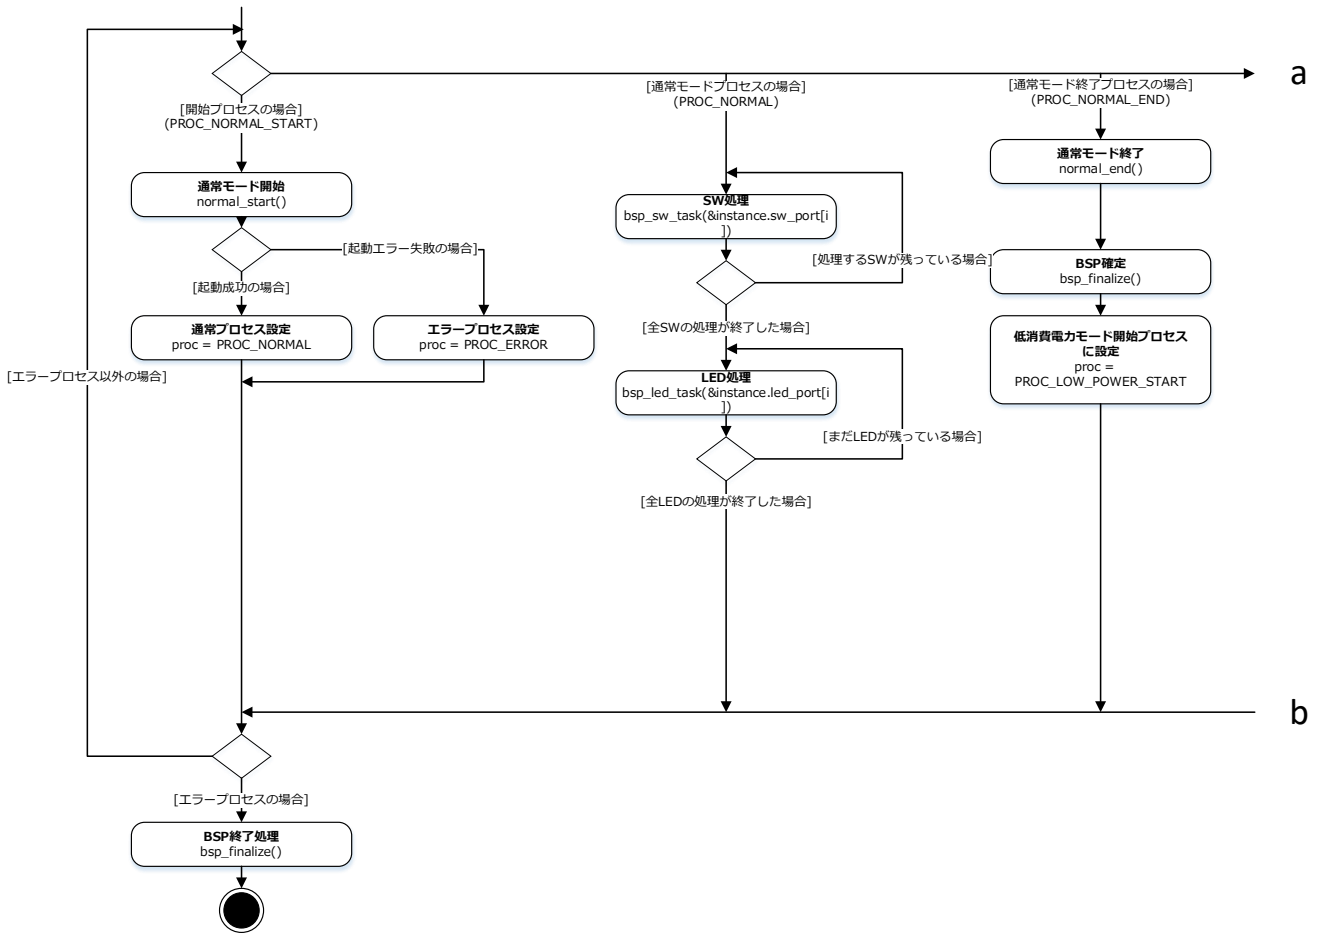 a
[開始プロセスの場合]
(PROC_NORMAL_START)
[通常モードプロセスの場合]
(PROC_NORMAL)
[通常モード終了プロセスの場合]
(PROC_NORMAL_END)
通常モード開始
normal_start()
[起動エラー失敗の場合]
[起動成功の場合]
通常プロセス設定
proc = PROC_NORMAL
エラープロセス設定
proc = PROC_ERROR
[エラープロセス以外の場合]
SW処理
bsp_sw_task(&instance.sw_port[i
])
[処理するSWが残っている場合]
[全SWの処理が終了した場合]
LED処理
bsp_led_task(&instance.led_port[i
])
[まだLEDが残っている場合]
[全LEDの処理が終了した場合]
通常モード終了
normal_end()
BSP確定
bsp_finalize()
低消費電力モード開始プロセス
に設定
proc =
PROC_LOW_POWER_START
b
[エラープロセスの場合]
BSP終了処理
bsp_finalize()